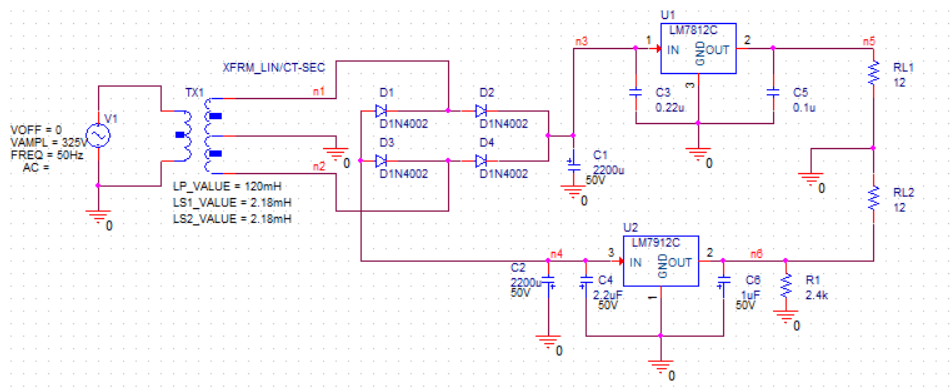 U1
LM7812C
n3
1
IN
OUT
2
n5
GND
3
XFRM_LIN/CT-SEC
TX1
n1
D1
D1N4002
D2
D1N4002
C3
0.22u
C5
0.1u
RL1
12
V1
VOFF = 0
VAMPL = 325V
FREQ = 50Hz
AC =
0
n2
0
D3
D1N4002
D4
D1N4002
C1
2200u
50V
0
0
0
0
LP_VALUE = 120mH
LS1_VALUE = 2.18mH
LS2_VALUE = 2.18mH
RL2
12
U2
LM7912C
n4
3
IN
OUT
2
n6
GND
1
C2
2200u
50V
C4
2.2uF
50V
C6
1uF
50V
R1
2.4k
0
0
0